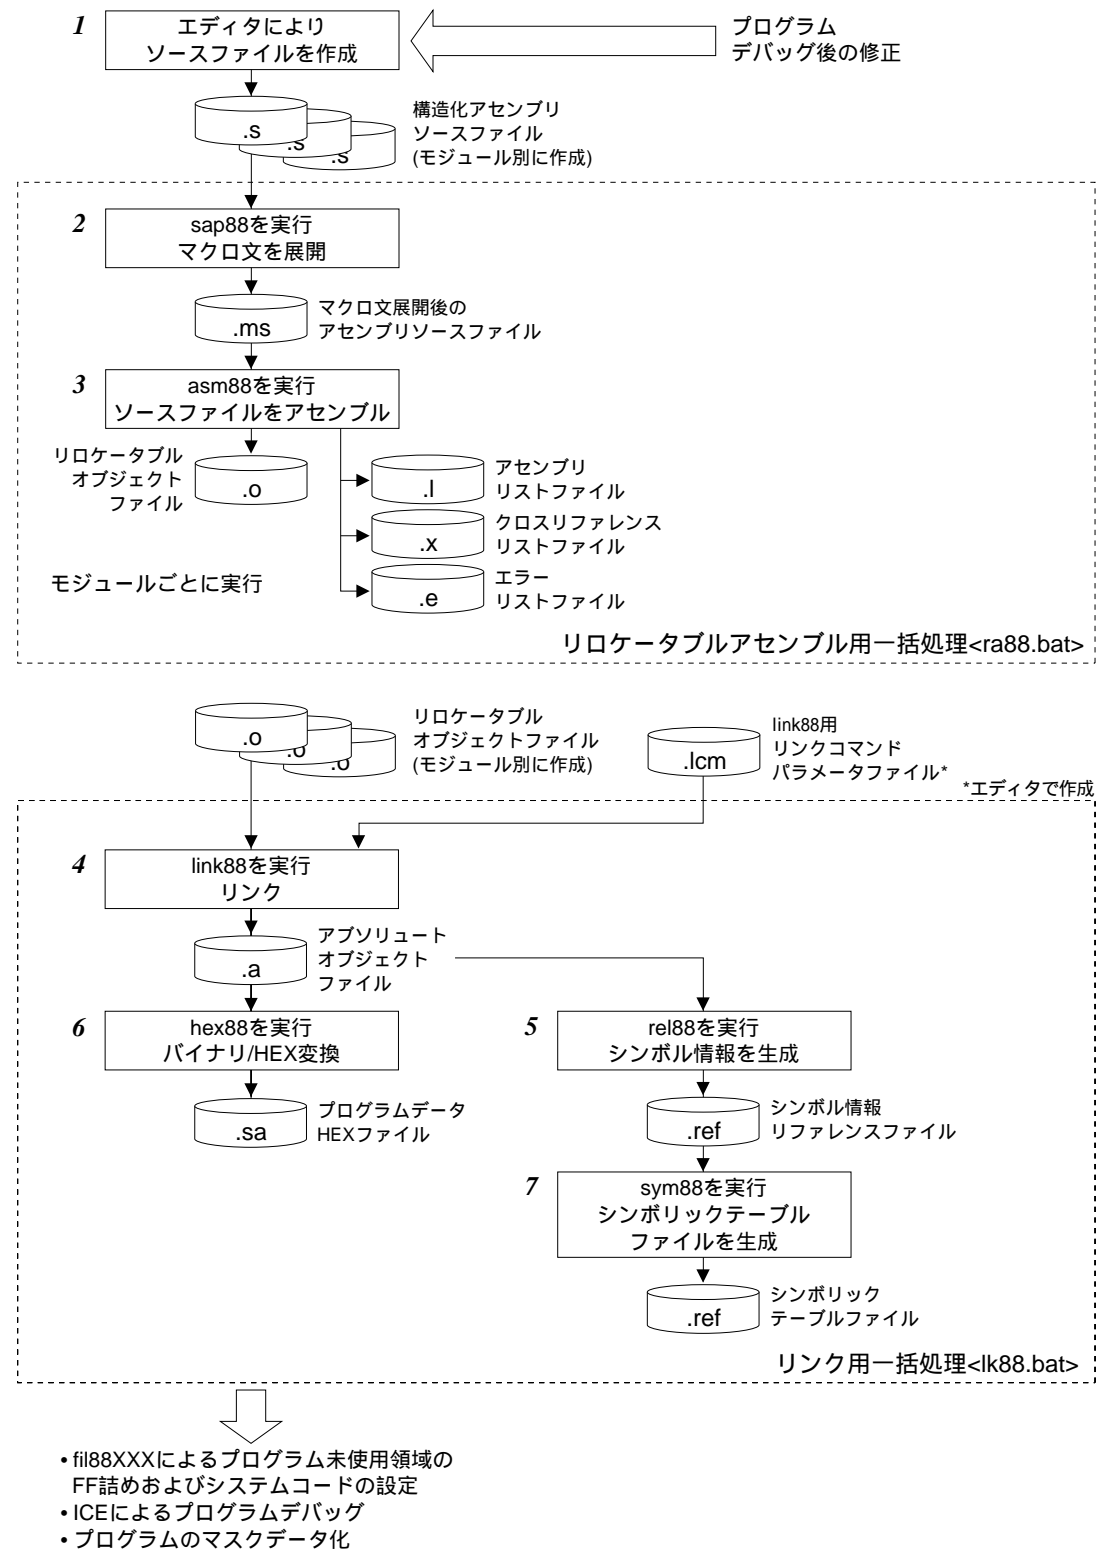 1
エディタにより
ソースファイルを作成
プログラム
デバッグ後の修正
.s
.s
.s
構造化アセンブリ
ソースファイル
(モジュール別に作成)
2
sap88を実行
マクロ文を展開
.ms
マクロ文展開後の
アセンブリソースファイル
3
asm88を実行
ソースファイルをアセンブル
リロケータブル
オブジェクト
ファイル
.o
.l
アセンブリ
リストファイル
.x
クロスリファレンス
リストファイル
.e
エラー
リストファイル
モジュールごとに実行
リロケータブルアセンブル用一括処理<ra88.bat>
.o
.o
.o
リロケータブル
オブジェクトファイル
(モジュール別に作成)
.lcm
link88用
リンクコマンド
パラメータファイル*
*エディタで作成
4
link88を実行
リンク
.a
アブソリュート
オブジェクト
ファイル
6
hex88を実行
バイナリ/HEX変換
5
rel88を実行
シンボル情報を生成
.sa
プログラムデータ
HEXファイル
.ref
シンボル情報
リファレンスファイル
7
sym88を実行
シンボリックテーブル
ファイルを生成
.ref
シンボリック
テーブルファイル
リンク用一括処理<lk88.bat>
• fil88XXXによるプログラム未使用領域の
FF詰めおよびシステムコードの設定
• ICEによるプログラムデバッグ
• プログラムのマスクデータ化